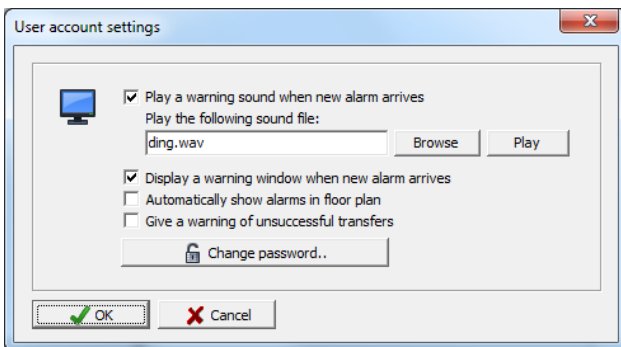 User account settings
Play a warning sound when new alarm arrives
Play the following sound file:
ding.wav Browse Play
Display a warning window when new alarm arrives
Automatically show alarms in floor plan
Give a warning of unsuccessful transfers
Change password..
OK Cancel